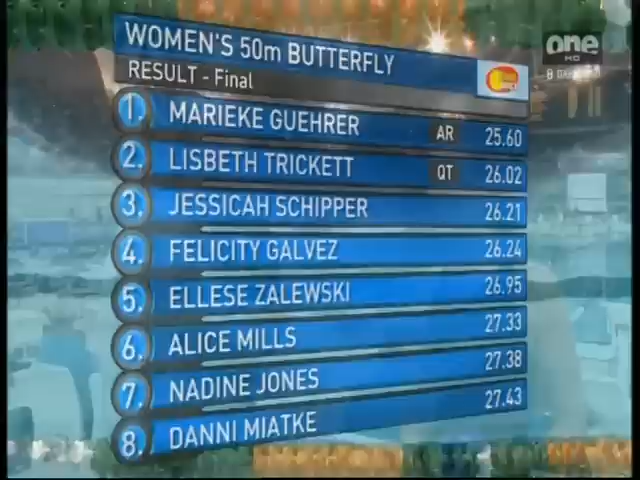 WOMEN'S 50m BUTTERFLY
RESULT - Final
1. MARIEKE GUEHRER AR 25.60
2. LISBETH TRICKETT QT 26.02
3. JESSICAH SCHIPPER 26.21
4. FELICITY GALVEZ 26.24
5. ELLESE ZALEWSKI 26.95
6. ALICE MILLS 27.33
7. NADINE JONES 27.38
8. DANNI MIATKE 27.43
one
HD